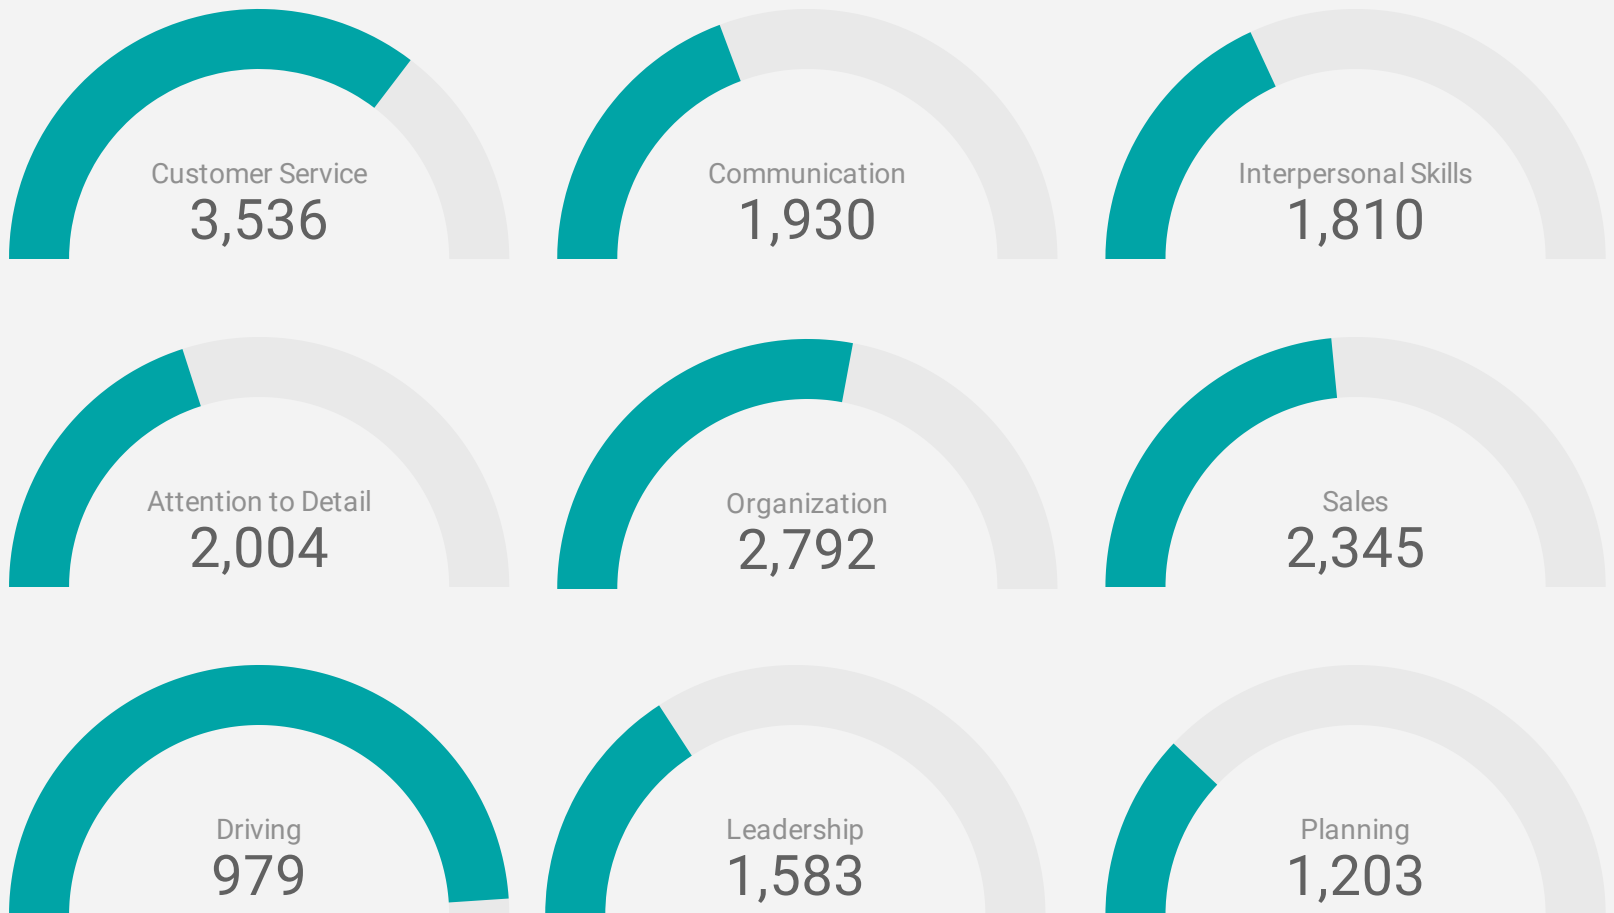 Customer Service
3,536
Communication
1,930
Interpersonal Skills
1,810
Attention to Detail
2,004
Organization
2,792
Sales
2,345
Driving
979
Leadership
1,583
Planning
1,203